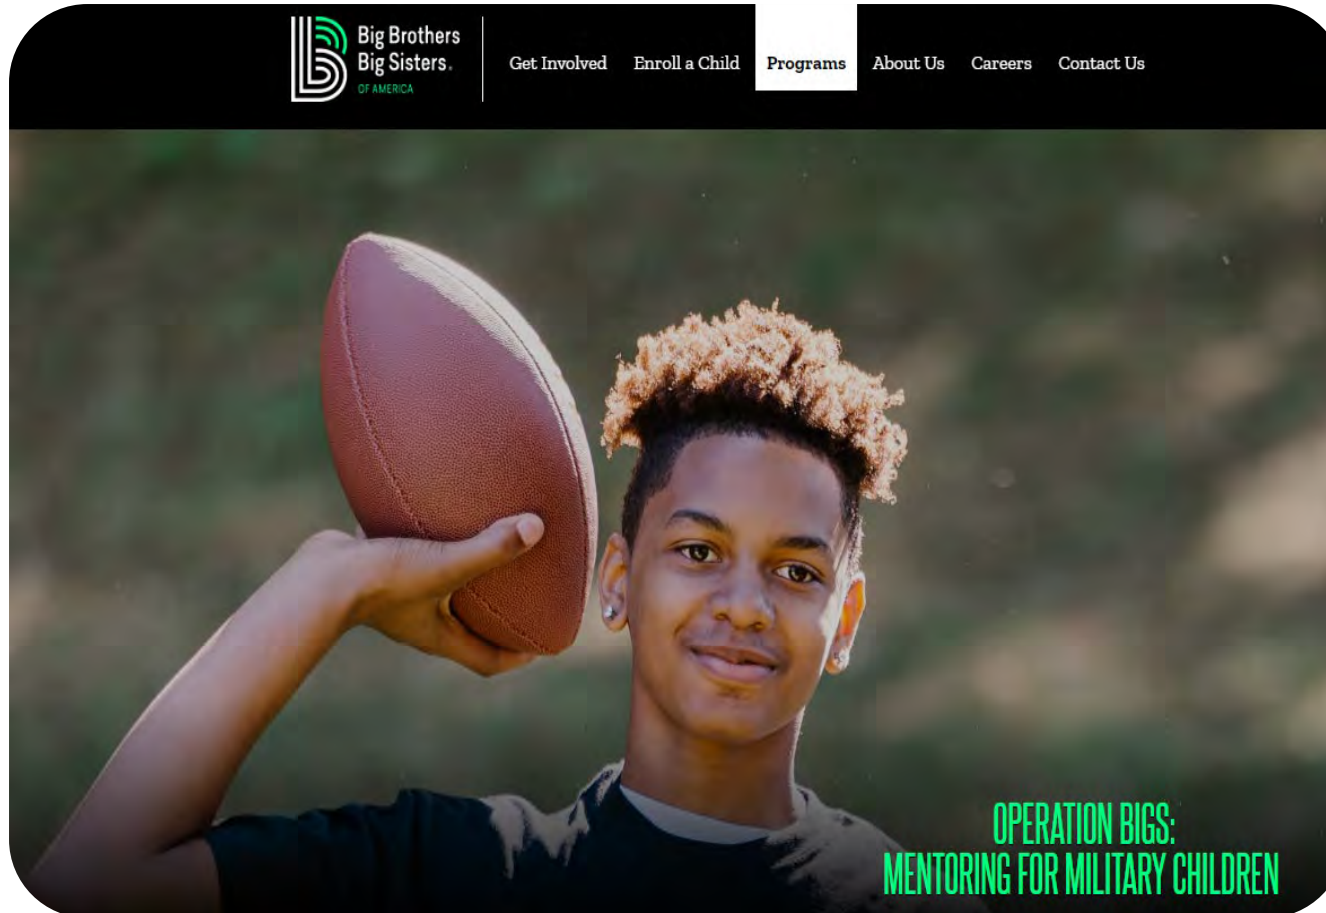 Big Brothers
Big Sisters.
OF AMERICA
Get Involved Enroll a Child Programs About Us Careers Contact Us
OPERATION BIGS:
MENTORING FOR MILITARY CHILDREN